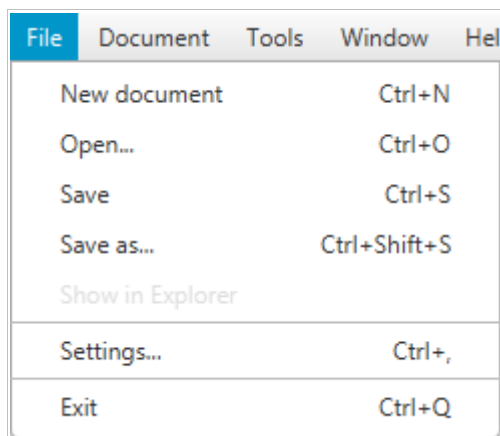 File Document Tools Window Hel
New document Ctrl+N
Open... Ctrl+O
Save Ctrl+S
Save as... Ctrl+Shift+S
Show in Explorer
Settings... Ctrl+,
Exit Ctrl+Q